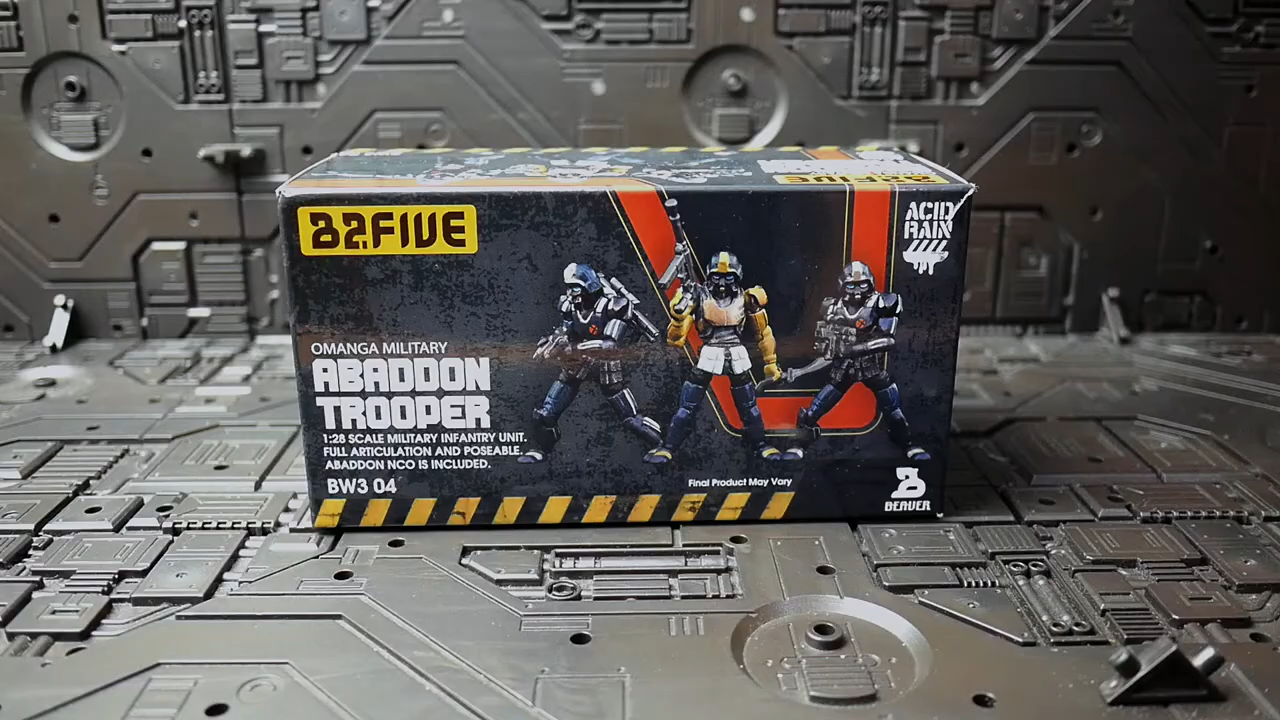 B2FIVE
ACID
RAIN
OMANGA MILITARY
ABADDON
TROOPER
1:28 SCALE MILITARY INFANTRY UNIT.
FULL ARTICULATION AND POSEABLE.
ABADDON NCO IS INCLUDED.
BW3 04
Final Product May Vary
BEAVER
B2FIVE